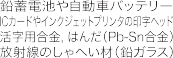 鉛蓄電池や自動車バッテリー
ICカードやインクジェットプリンタの印字ヘッド
活字用合金, はんだ(Pb-Sn合金)
放射線のしゃへい材(鉛ガラス)